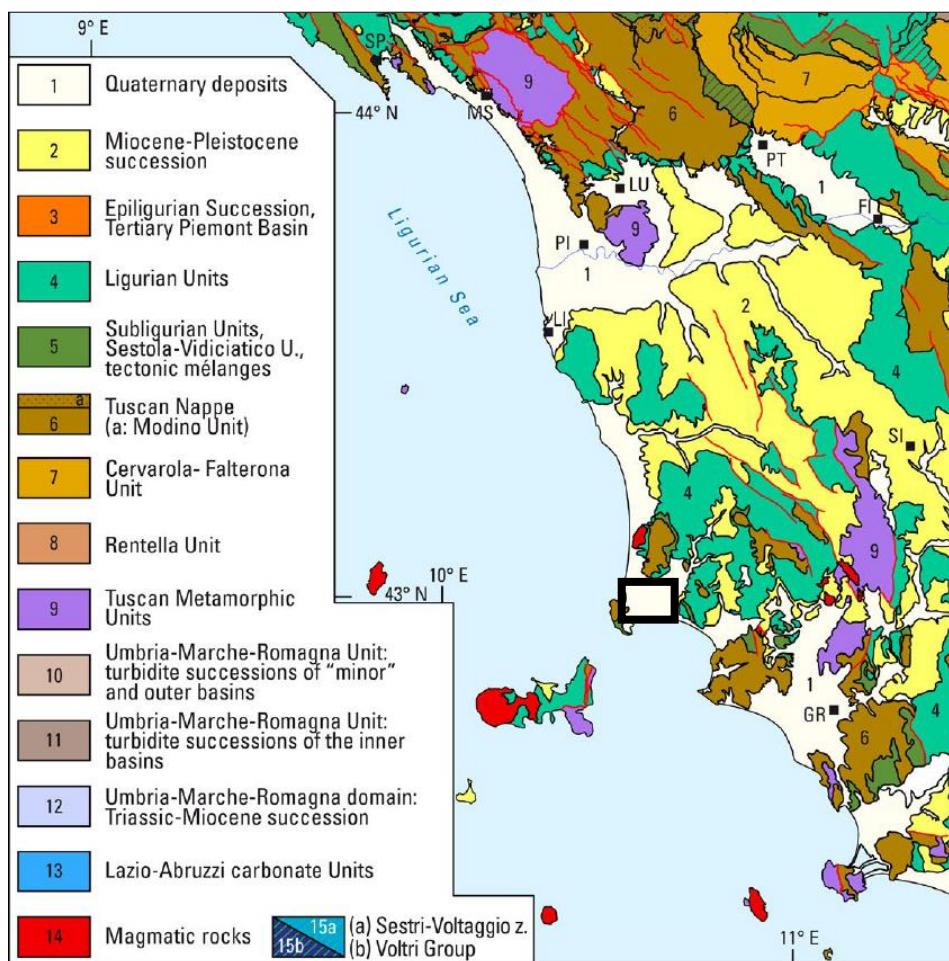 9° E
1 Quaternary deposits
2 Miocene-Pleistocene
succession
3 Epiligurian Succession,
Tertiary Piemont Basin
4 Ligurian Units
5 Subligurian Units,
Sestola-Vidiciatico U.,
tectonic mélanges
a
6 Tuscan Nappe
(a: Modino Unit)
7 Cervarola- Falterona
Unit
8 Rentella Unit
9 Tuscan Metamorphic
Units
10 Umbria-Marche-Romagna Unit:
turbidite successions of “minor”
and outer basins
11 Umbria-Marche-Romagna Unit:
turbidite successions of the inner
basins
12 Umbria-Marche-Romagna domain:
Triassic-Miocene succession
13 Lazio-Abruzzi carbonate Units
14 Magmatic rocks
15a
15b
(a) Sestri-Voltaggio z.
(b) Voltri Group
SP
44° N
MS
9
6
7
PT
1
FI
LU
9
PI
1
Ligurian Sea
LI
2
4
SI
4
9
10° E
43° N
1
GR
6
4
11° E